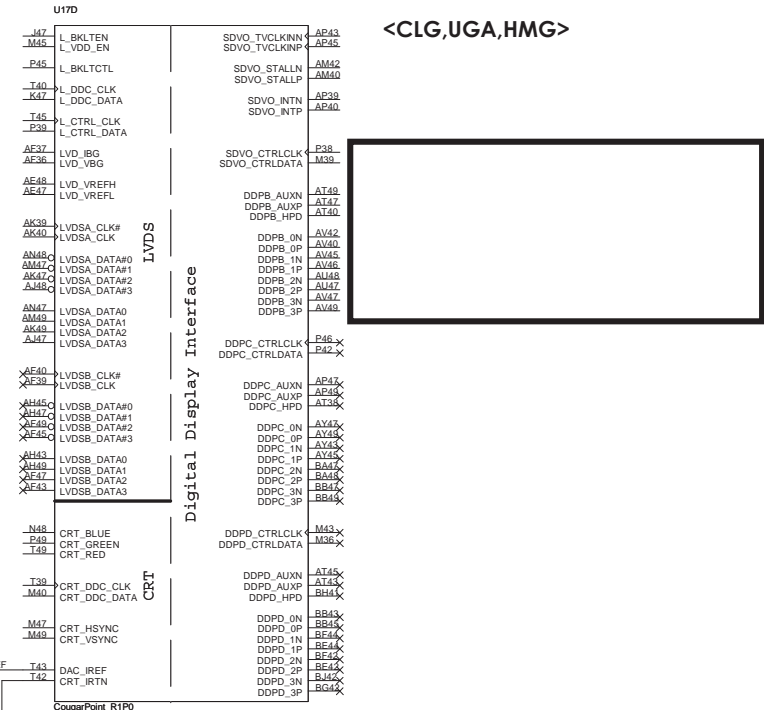 U17D
<CLG,UGA,HMG>
J47 L_BKLTEN
M45 L_VDD_EN
P45 L_BKLTCTL
T40 L_DDC_CLK
K47 L_DDC_DATA
T45 L_CTRL_CLK
P39 L_CTRL_DATA
AF37 LVD_IBG
AF36 LVD_VBG
AE48 LVD_VREFH
AE47 LVD_VREFL
AK39 LVDSA_CLK#
AK40 LVDSA_CLK
AN48 LVDSA_DATA#0
AM47 LVDSA_DATA#1
AK47 LVDSA_DATA#2
AJ48 LVDSA_DATA#3
AN47 LVDSA_DATA0
AM49 LVDSA_DATA1
AK49 LVDSA_DATA2
AJ47 LVDSA_DATA3
AF40 LVDSB_CLK#
AF39 LVDSB_CLK
AH45 LVDSB_DATA#0
AH47 LVDSB_DATA#1
AF49 LVDSB_DATA#2
AF45 LVDSB_DATA#3
AH43 LVDSB_DATA0
AH49 LVDSB_DATA1
AF47 LVDSB_DATA2
AF43 LVDSB_DATA3
N48 CRT_BLUE
P49 CRT_GREEN
T49 CRT_RED
T39 CRT_DDC_CLK
M40 CRT_DDC_DATA
M47 CRT_HSYNC
M49 CRT_VSYNC
T43 DAC_IREF
T42 CRT_IRTN
LVDS
CRT
Digital Display Interface
SDVO_TVCLKINN AP43
SDVO_TVCLKINP AP45
SDVO_STALLN AM42
SDVO_STALLP AM40
SDVO_INTN AP39
SDVO_INTP AP40
SDVO_CTRLCLK P38
SDVO_CTRLDATA M39
DDPB_AUXN AT49
DDPB_AUXP AT47
DDPB_HPD AT40
DDPB_0N AV42
DDPB_0P AV40
DDPB_1N AV45
DDPB_1P AV46
DDPB_2N AU48
DDPB_2P AU47
DDPB_3N AV47
DDPB_3P AV49
DDPC_CTRLCLK P46
DDPC_CTRLDATA P42
DDPC_AUXN AP47
DDPC_AUXP AP49
DDPC_HPD AT38
DDPC_0N AY47
DDPC_0P AY49
DDPC_1N AY43
DDPC_1P AY45
DDPC_2N BA47
DDPC_2P BA48
DDPC_3N BB47
DDPC_3P BB49
DDPD_CTRLCLK M43
DDPD_CTRLDATA M36
DDPD_AUXN AT45
DDPD_AUXP AT43
DDPD_HPD BH41
DDPD_0N BB43
DDPD_0P BB45
DDPD_1N BF44
DDPD_1P BE44
DDPD_2N BF42
DDPD_2P BE42
DDPD_3N BJ42
DDPD_3P BG42
CougarPoint_R1P0